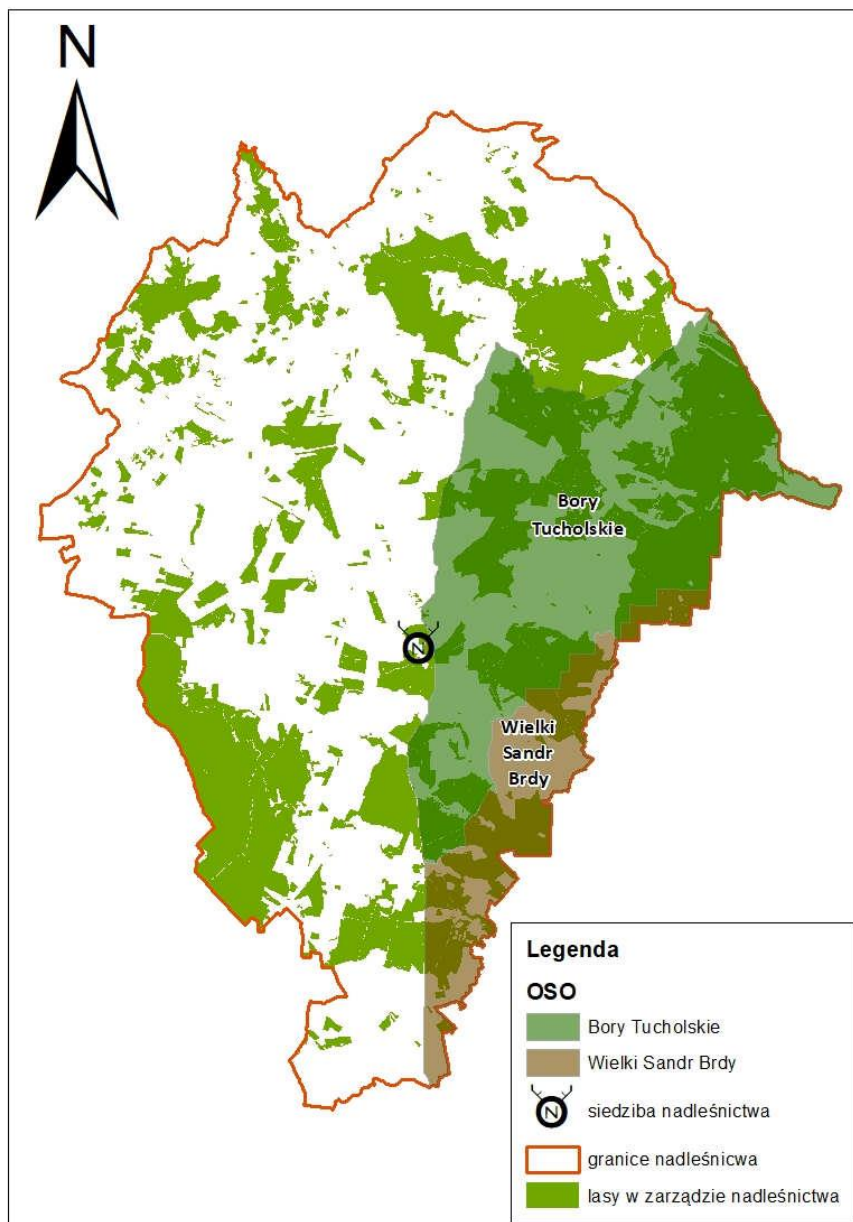 N
Bory
Tucholskie
N
Wielki
Sandr
Brdy
Legenda
OSO
Bory Tucholskie
Wielki Sandr Brdy
N
siedziba nadleśnictwa
granice nadleśnicwa
lasy w zarządzie nadleśnictwa